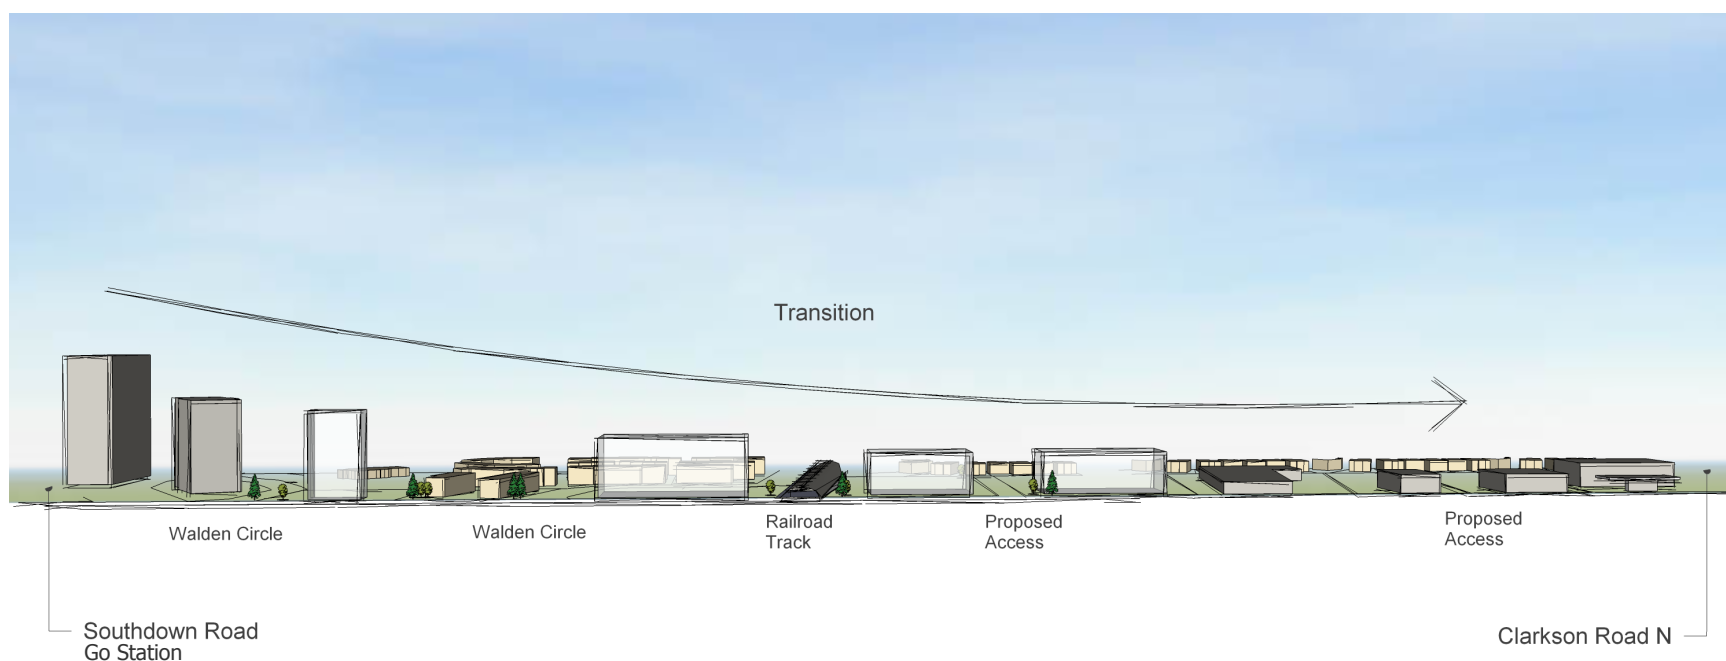 Transition
Walden Circle
Walden Circle
Railroad
Track
Proposed
Access
Proposed
Access
Southdown Road
Go Station
Clarkson Road N